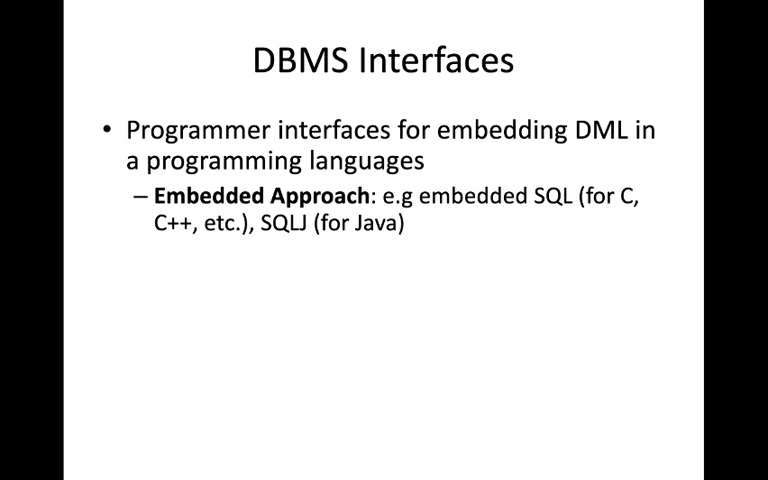 DBMS Interfaces
• Programmer interfaces for embedding DML in
a programming languages
– Embedded Approach: e.g embedded SQL (for C,
C++, etc.), SQLJ (for Java)